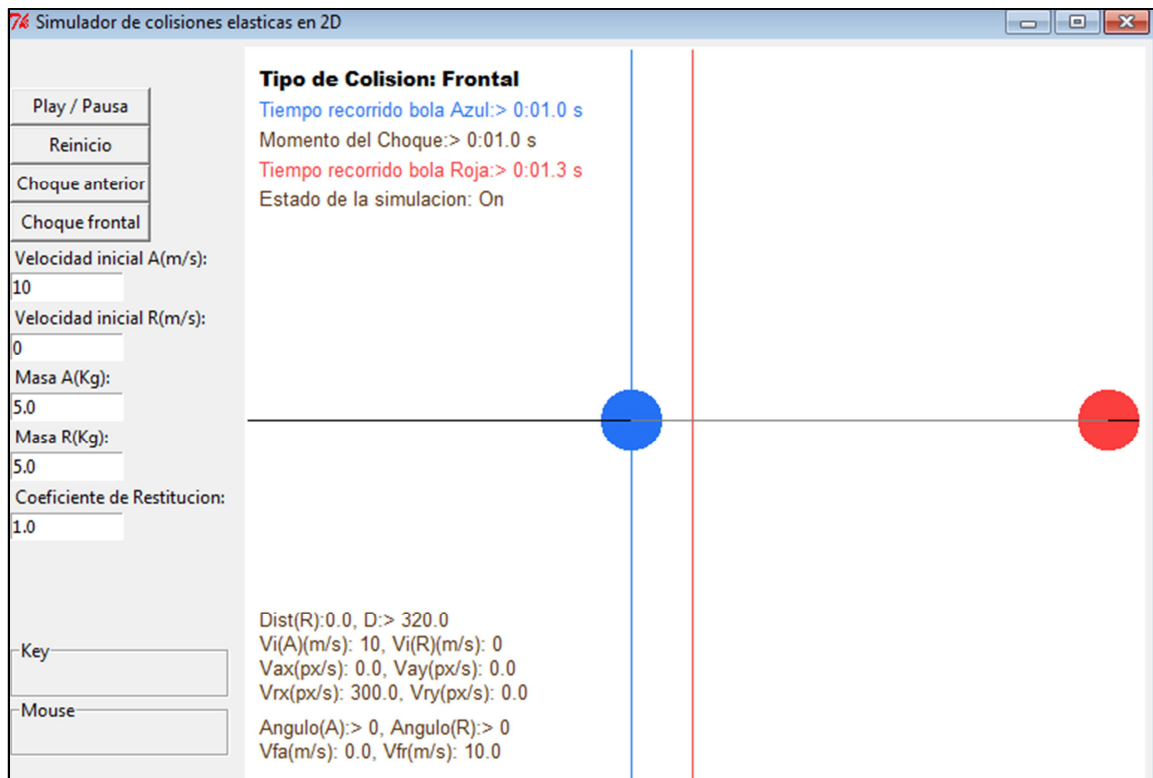 Simulador de colisiones elasticas en 2D
Play / Pausa
Reinicio
Choque anterior
Choque frontal
Velocidad inicial A(m/s):
10
Velocidad inicial R(m/s):
0
Masa A(Kg):
5.0
Masa R(Kg):
5.0
Coeficiente de Restitucion:
1.0
Key
Mouse
Tipo de Colision: Frontal
Tiempo recorrido bola Azul:> 0:01.0 s
Momento del Choque:> 0:01.0 s
Tiempo recorrido bola Roja:> 0:01.3 s
Estado de la simulacion: On
Dist(R):0.0, D:> 320.0
Vi(A)(m/s): 10, Vi(R)(m/s): 0
Vax(px/s): 0.0, Vay(px/s): 0.0
Vrx(px/s): 300.0, Vry(px/s): 0.0
Angulo(A):> 0, Angulo(R):> 0
Vfa(m/s): 0.0, Vfr(m/s): 10.0